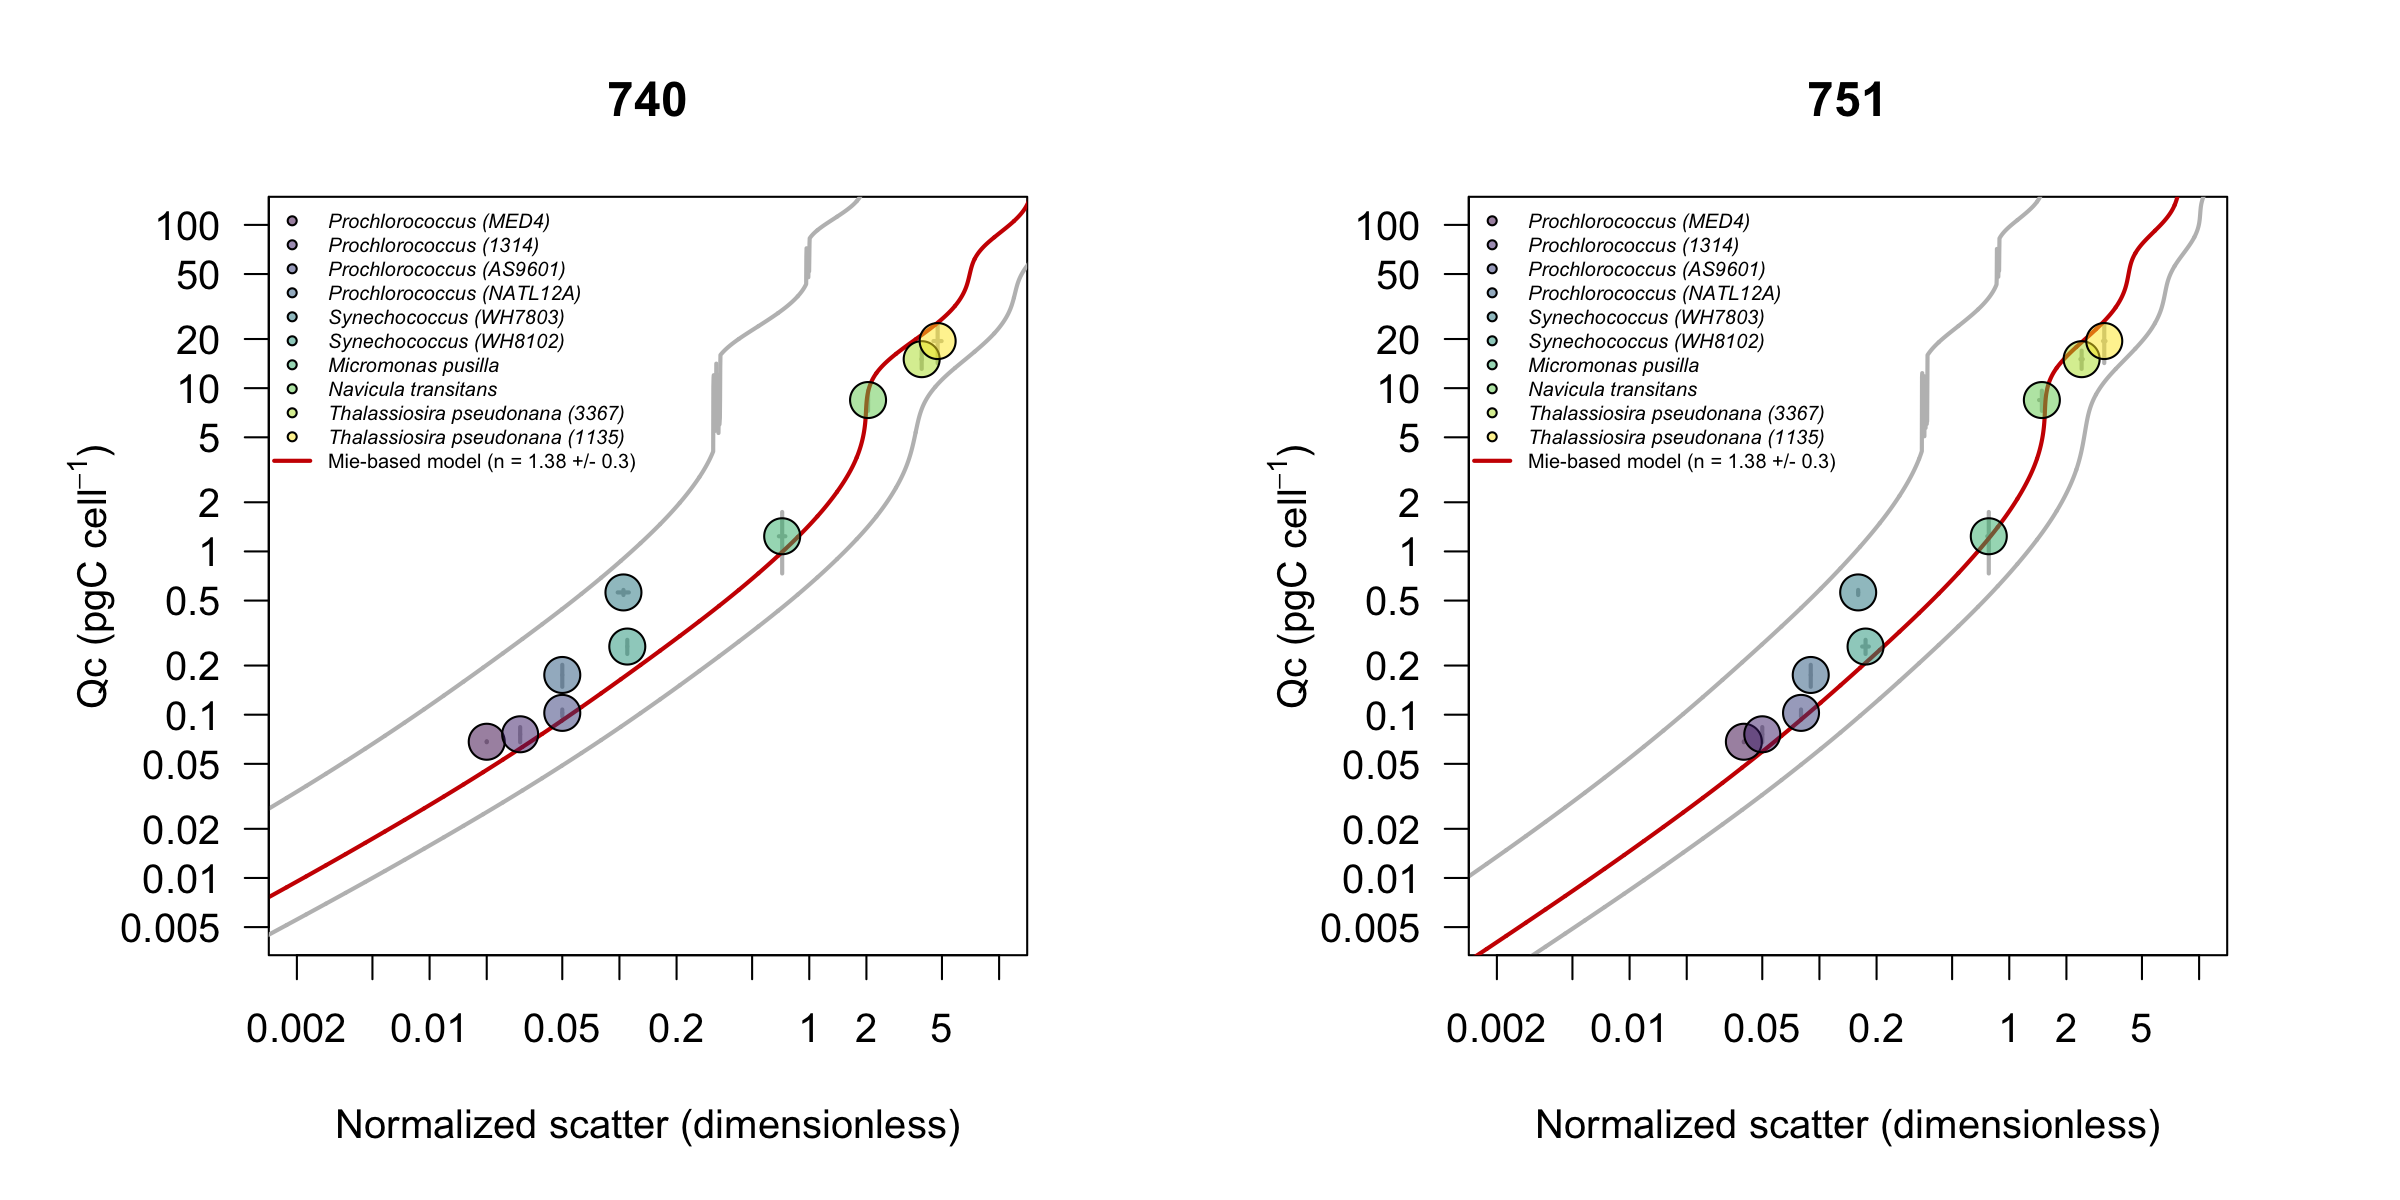 740
100
50
20
10
5
2
1
0.5
0.2
0.1
0.05
0.02
0.01
0.005
Qc (pgC cell⁻¹)
Prochlorococcus (MED4)
Prochlorococcus (1314)
Prochlorococcus (AS9601)
Prochlorococcus (NATL12A)
Synechococcus (WH7803)
Synechococcus (WH8102)
Micromonas pusilla
Navicula transitans
Thalassiosira pseudonana (3367)
Thalassiosira pseudonana (1135)
Mie-based model (n = 1.38 +/- 0.3)
0.002 0.01 0.05 0.2 1 2 5
Normalized scatter (dimensionless)
751
100
50
20
10
5
2
1
0.5
0.2
0.1
0.05
0.02
0.01
0.005
Qc (pgC cell⁻¹)
Prochlorococcus (MED4)
Prochlorococcus (1314)
Prochlorococcus (AS9601)
Prochlorococcus (NATL12A)
Synechococcus (WH7803)
Synechococcus (WH8102)
Micromonas pusilla
Navicula transitans
Thalassiosira pseudonana (3367)
Thalassiosira pseudonana (1135)
Mie-based model (n = 1.38 +/- 0.3)
0.002 0.01 0.05 0.2 1 2 5
Normalized scatter (dimensionless)